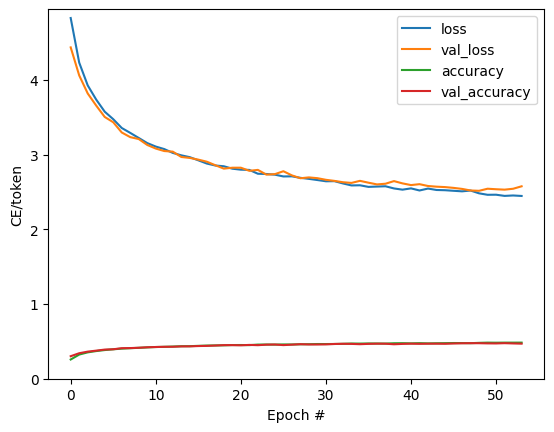 loss
val_loss
accuracy
val_accuracy
CE/token
4
3
2
1
0
0 10 20 30 40 50
Epoch #